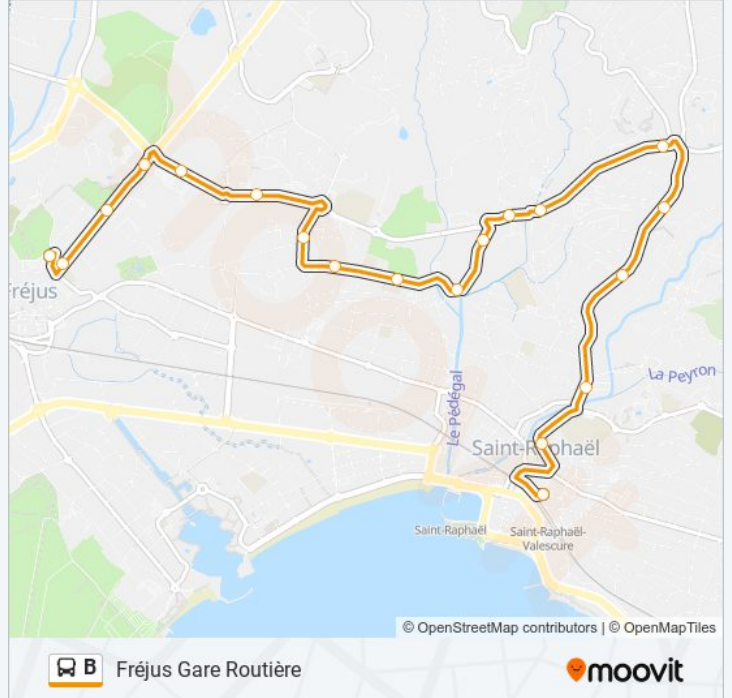 Fréjus
La Peyron
Le Pédégal
Saint-Raphaël
Saint-Raphaël
Saint-Raphaël-
Valescure
© OpenStreetMap contributors | © OpenMapTiles
B Fréjus Gare Routière
moovit